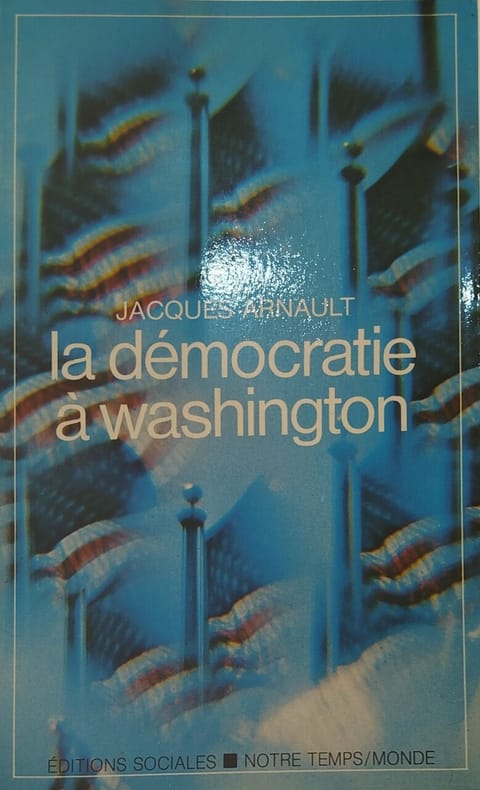 JACQUES ARNAULT
la démocratie
à washington
ÉDITIONS SOCIALES ■ NOTRE TEMPS/MONDE